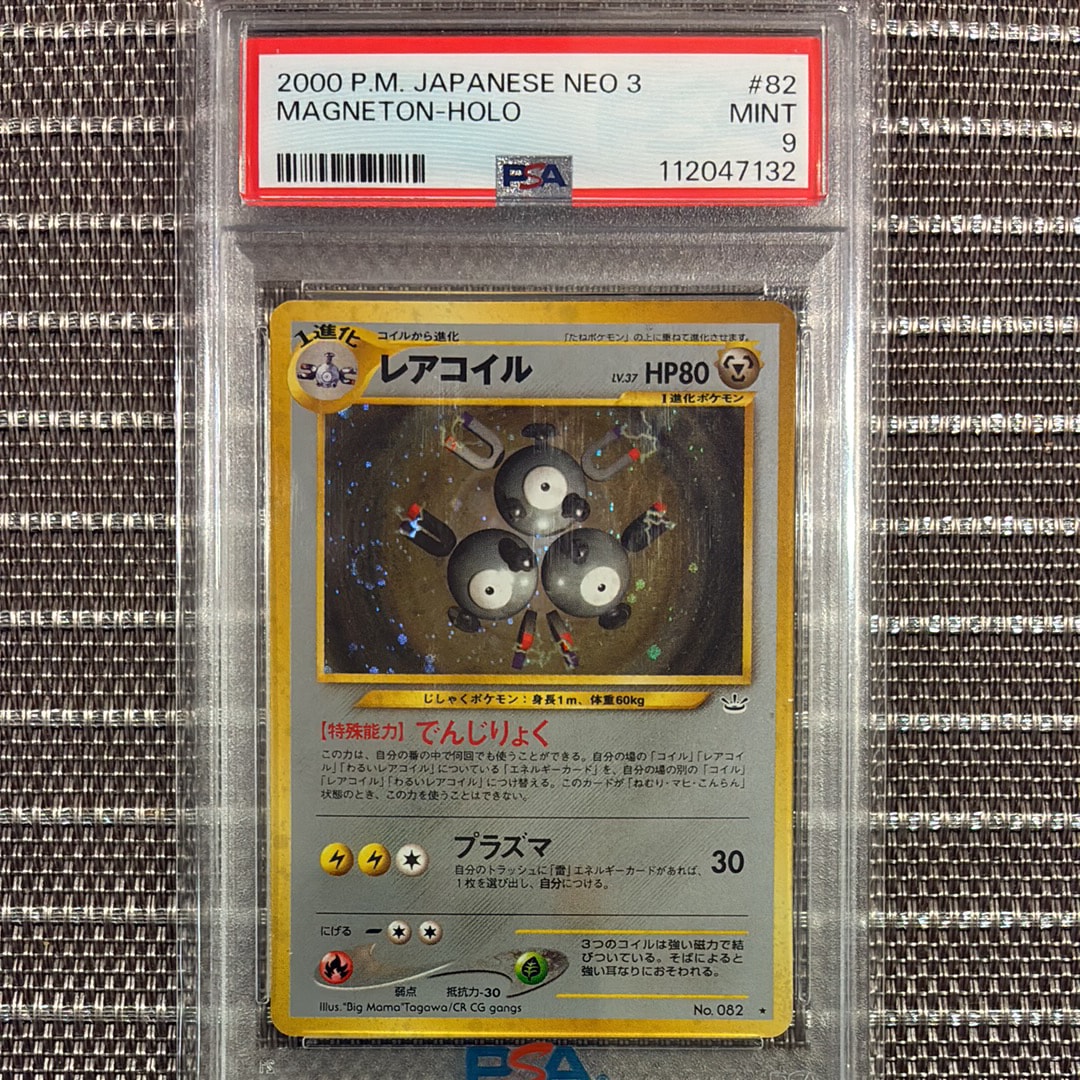 2000 P.M. JAPANESE NEO 3 #82
MAGNETON-HOLO MINT
9
112047132
PSA
1進化
コイルから進化
「たねポケモン」の上に重ねて進化させます。
レアコイル LV.37 HP80
1進化ポケモン
じしゃくポケモン：身長1m、体重60kg
【特殊能力】でんじりょく
この力は、自分の番の中で何回でも使うことができる。自分の場の「コイル」「レアコイ
ル」「わるいレアコイル」についている「エネルギーカード」を、自分の場の別の「コイル」
「レアコイル」「わるいレアコイル」につけ替える。このカードが「ねむり・マヒ・こんらん」
状態のとき、この力を使うことはできない。
プラズマ 30
自分のトラッシュに「雷」エネルギーカードがあれば、
1枚を選び出し、自分につける。
にげる
弱点 抵抗力-30
3つのコイルは強い磁力で結
びついている。そばによると
強い耳なりにおそわれる。
Illus."Big Mama"Tagawa/CR CG gangs No. 082 ★
PSA